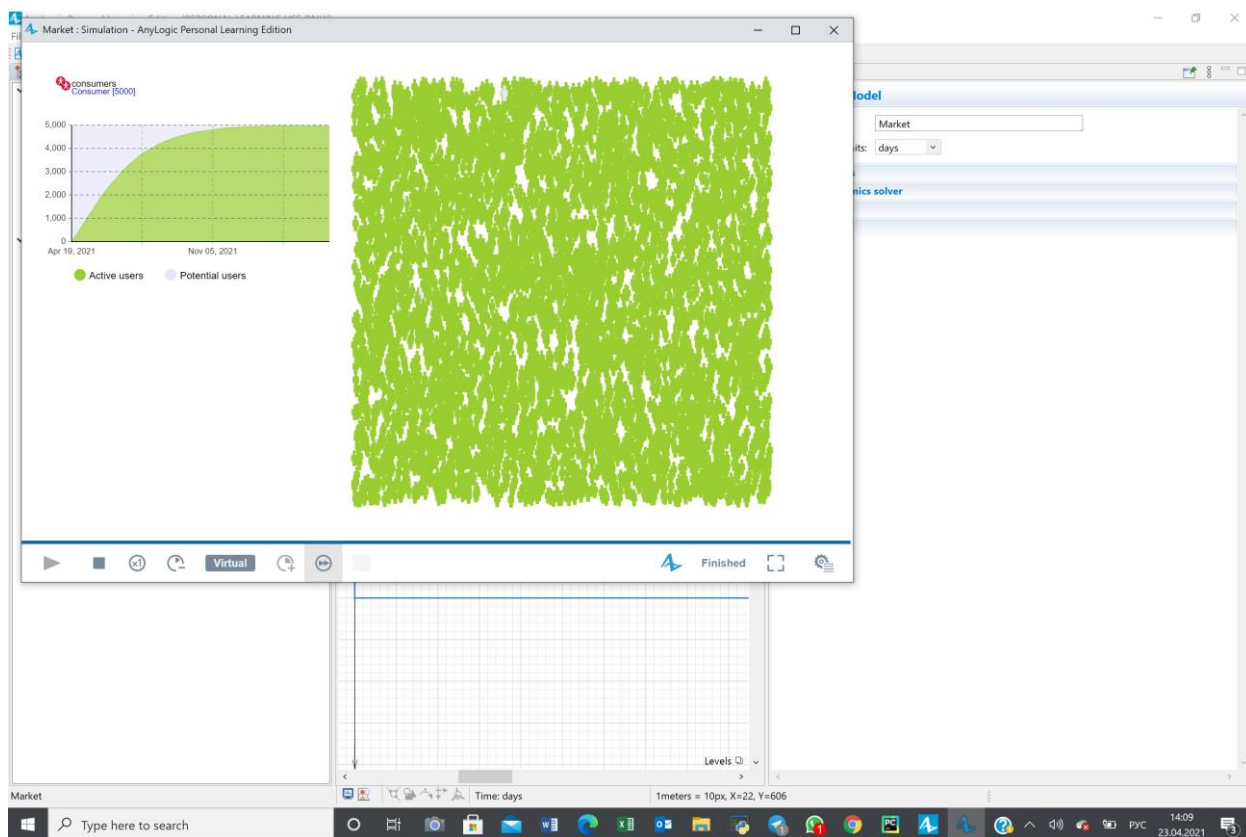 Market : Simulation - AnyLogic Personal Learning Edition
consumers
Consumer [5000]
5,000
4,000
3,000
2,000
1,000
0
Apr 19, 2021
Nov 05, 2021
Active users
Potential users
Virtual
Finished
Model
Market
its:
days
mics solver
Levels
Market
Time: days
1meters = 10px, X=22, Y=606
Type here to search
РУС
14:09
23.04.2021